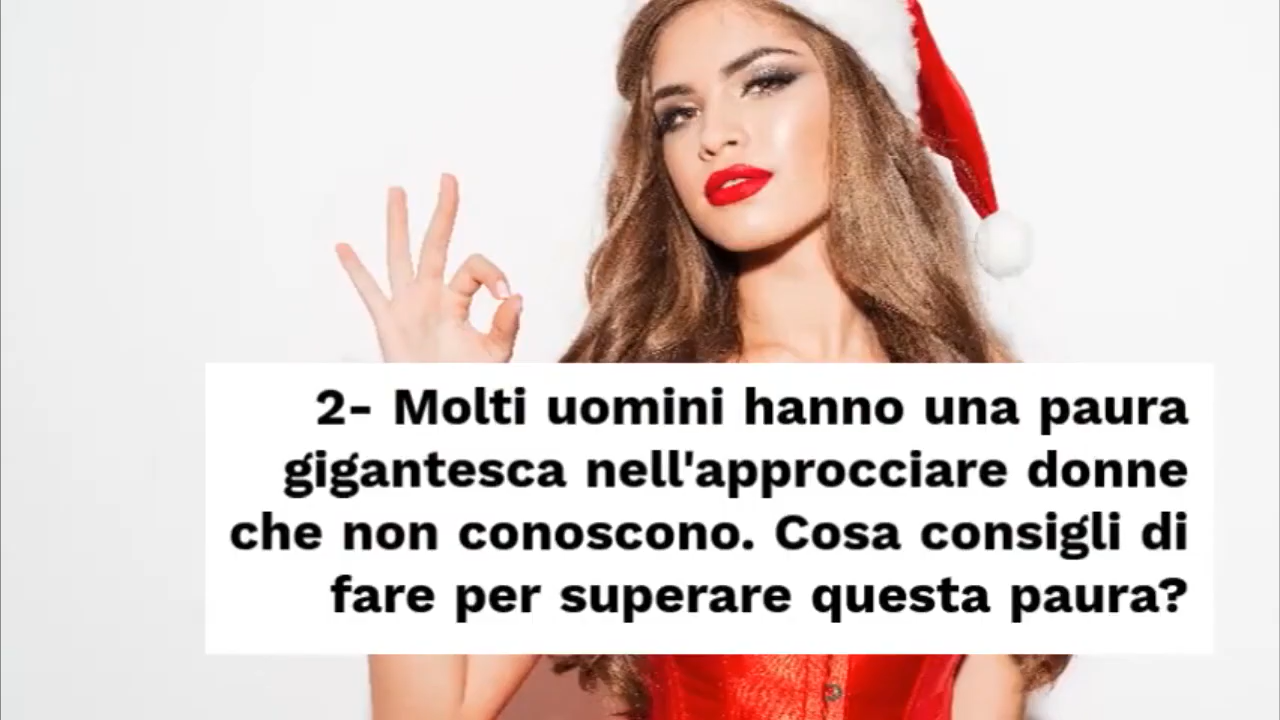 2- Molti uomini hanno una paura
gigantesca nell'approcciare donne
che non conoscono. Cosa consigli di
fare per superare questa paura?